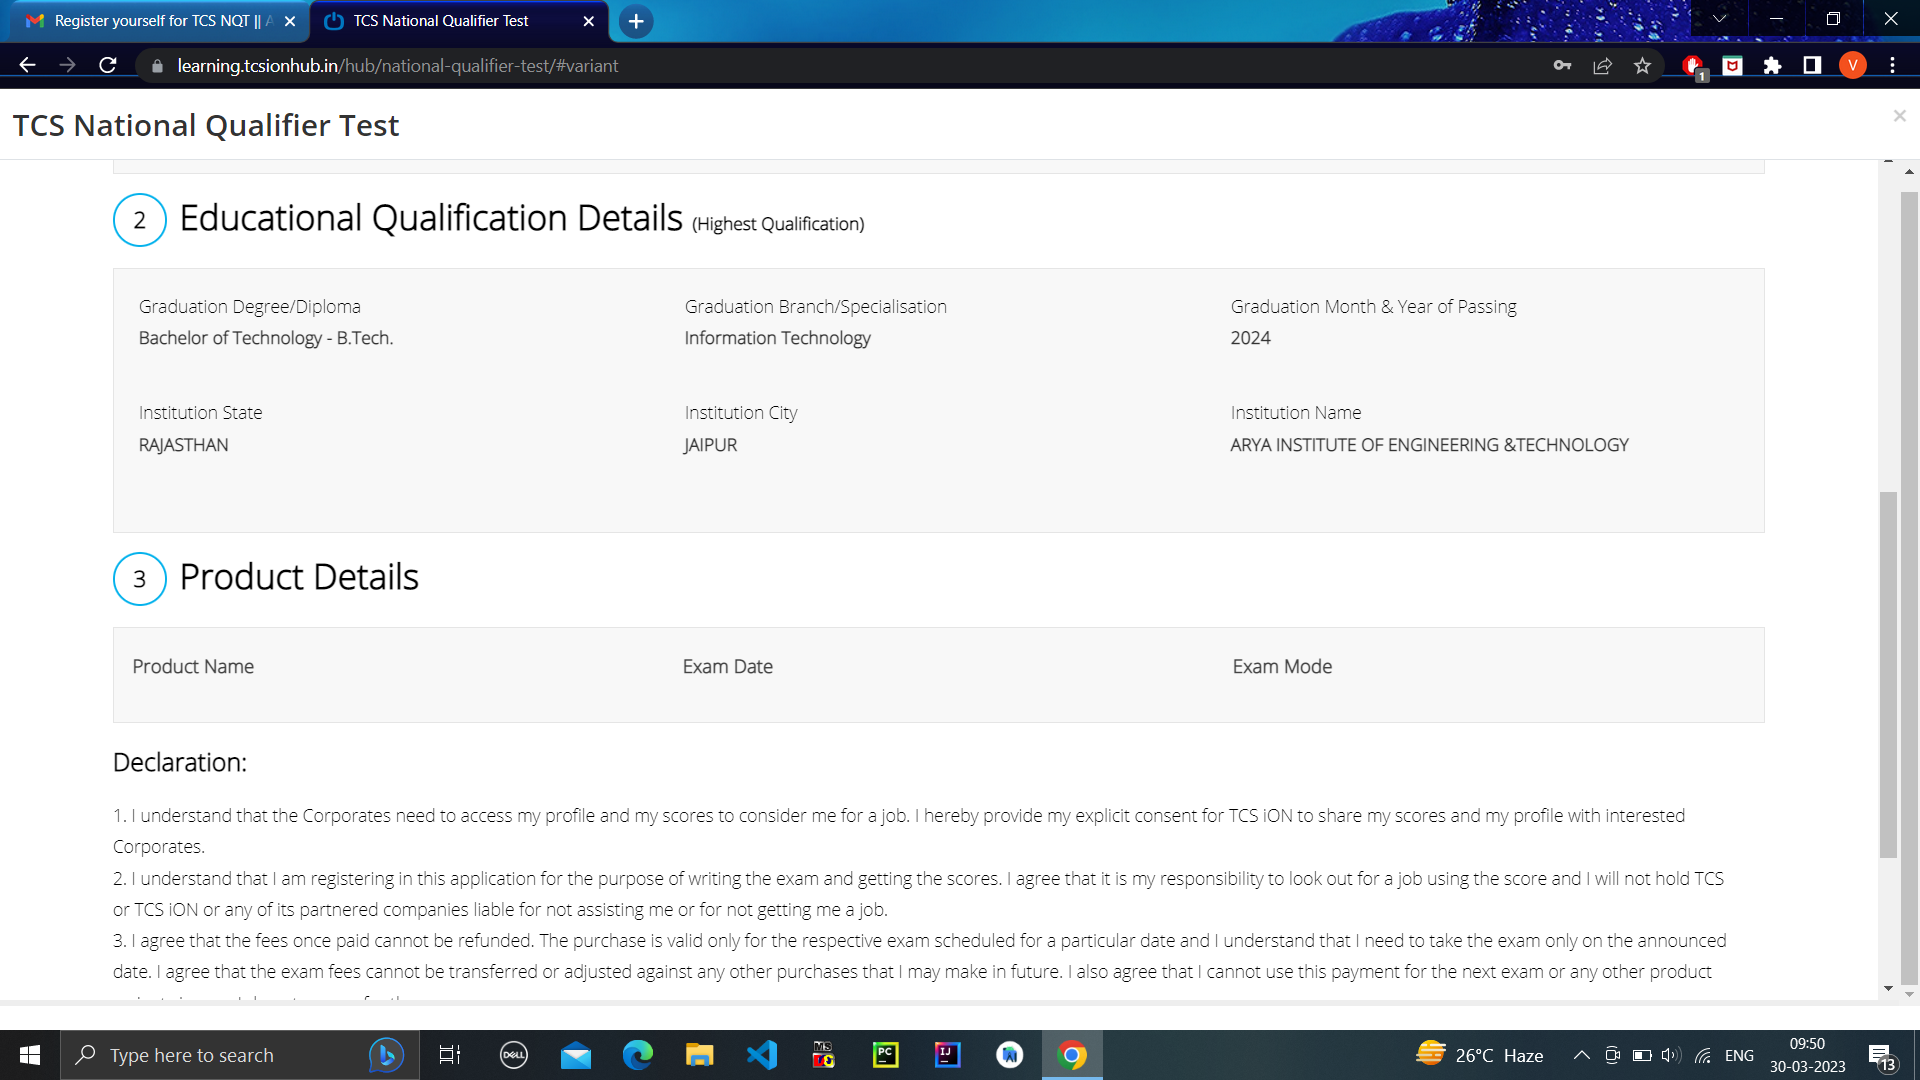 Register yourself for TCS NQT ||
TCS National Qualifier Test
learning.tcsionhub.in/hub/national-qualifier-test/#variant
1
V
TCS National Qualifier Test
2 Educational Qualification Details (Highest Qualification)
Graduation Degree/Diploma Graduation Branch/Specialisation Graduation Month & Year of Passing
Bachelor of Technology - B.Tech. Information Technology 2024
Institution State Institution City Institution Name
RAJASTHAN JAIPUR ARYA INSTITUTE OF ENGINEERING &TECHNOLOGY
3 Product Details
Product Name Exam Date Exam Mode
Declaration:
1. I understand that the Corporates need to access my profile and my scores to consider me for a job. I hereby provide my explicit consent for TCS iON to share my scores and my profile with interested
Corporates.
2. I understand that I am registering in this application for the purpose of writing the exam and getting the scores. I agree that it is my responsibility to look out for a job using the score and I will not hold TCS
or TCS iON or any of its partnered companies liable for not assisting me or for not getting me a job.
3. I agree that the fees once paid cannot be refunded. The purchase is valid only for the respective exam scheduled for a particular date and I understand that I need to take the exam only on the announced
date. I agree that the exam fees cannot be transferred or adjusted against any other purchases that I may make in future. I also agree that I cannot use this payment for the next exam or any other product
Type here to search
DELL
PC
IJ
26°C Haze
ENG
09:50
30-03-2023
13